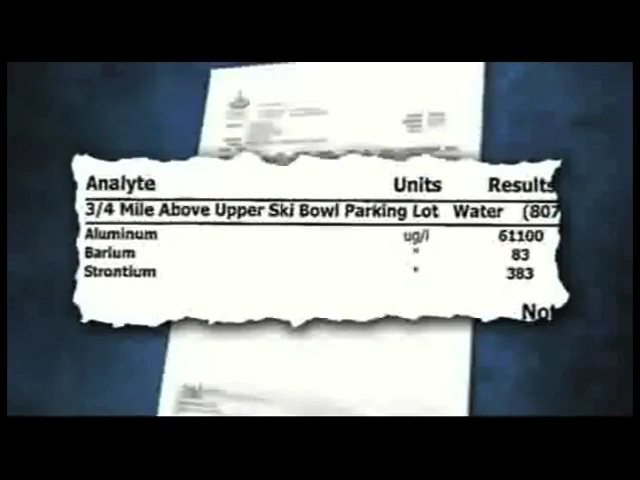 Analyte Units Results
3/4 Mile Above Upper Ski Bowl Parking Lot Water (807
Aluminum ug/l 61100
Barium " 83
Strontium " 383
Not